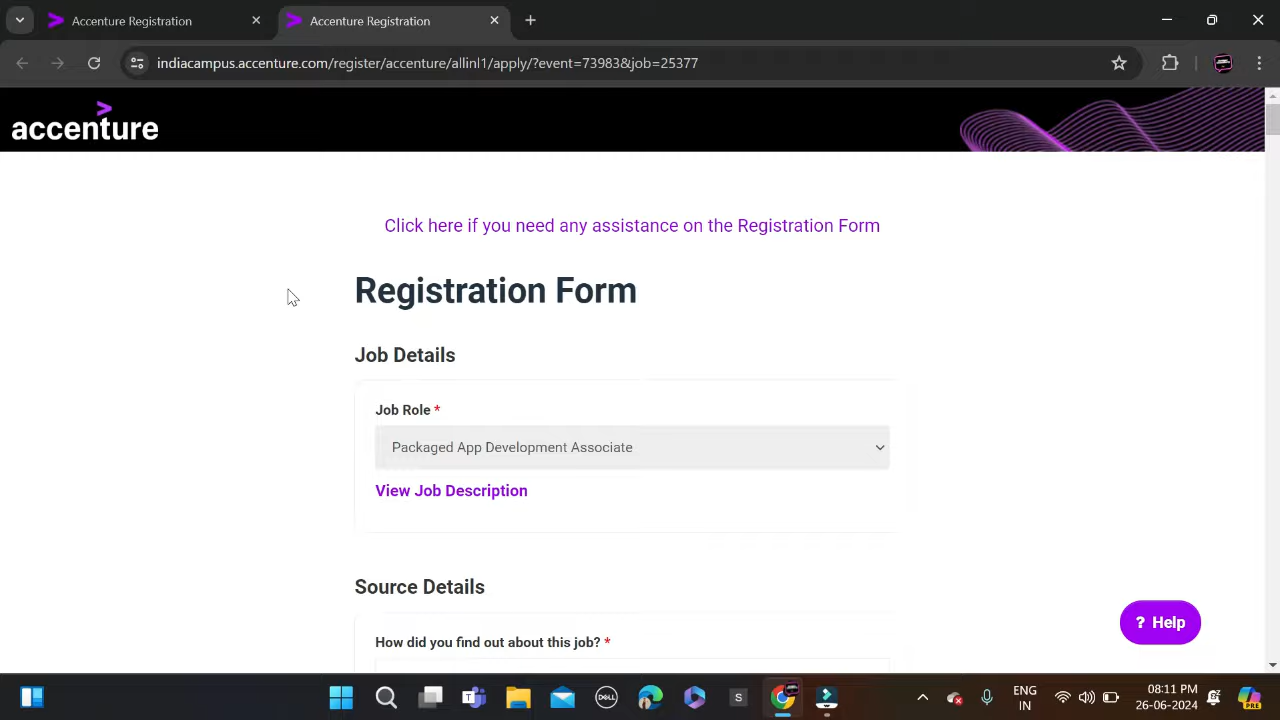 Accenture Registration
Accenture Registration
indiacampus.accenture.com/register/accenture/allinl1/apply/?event=73983&job=25377
accenture
Click here if you need any assistance on the Registration Form
Registration Form
Job Details
Job Role *
Packaged App Development Associate
View Job Description
Source Details
How did you find out about this job? *
? Help
T
DELL
S
ENG
IN
08:11 PM
26-06-2024
PRE